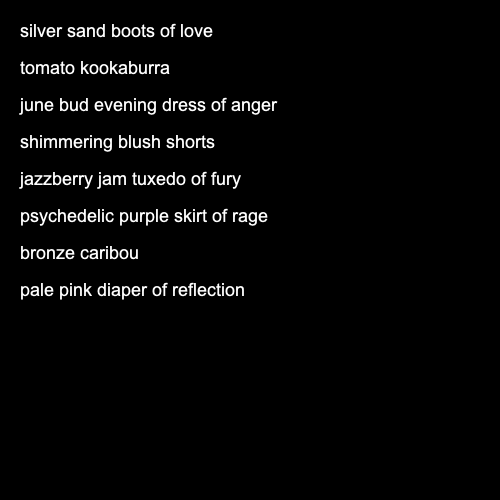 silver sand boots of love
tomato kookaburra
june bud evening dress of anger
shimmering blush shorts
jazzberry jam tuxedo of fury
psychedelic purple skirt of rage
bronze caribou
pale pink diaper of reflection